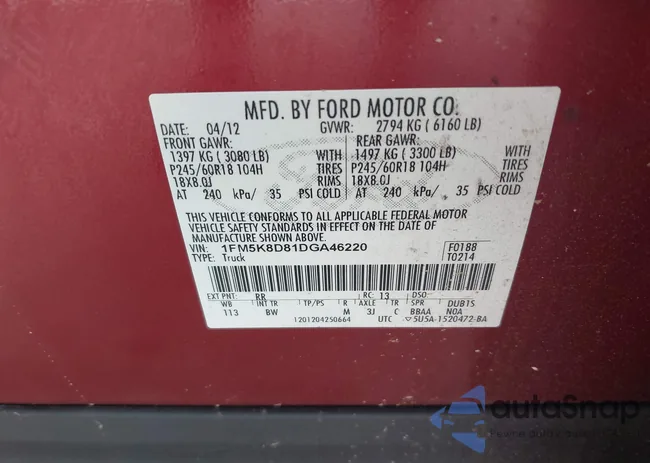 MFD. BY FORD MOTOR CO.
DATE: 04/12 GVWR: 2794 KG ( 6160 LB)
FRONT GAWR: REAR GAWR:
1397 KG ( 3080 LB) WITH 1497 KG ( 3300 LB) WITH
P245/60R18 104H TIRES P245/60R18 104H TIRES
18X8.0J RIMS 18X8.0J RIMS
AT 240 kPa/ 35 PSI COLD AT 240 kPa/ 35 PSI COLD
THIS VEHICLE CONFORMS TO ALL APPLICABLE FEDERAL MOTOR
VEHICLE SAFETY STANDARDS IN EFFECT ON THE DATE OF
MANUFACTURE SHOWN ABOVE.
VIN: 1FM5K8D81DGA46220 F0188
TYPE: Truck T0214
EXT PNT: RR RC: 13 DSO:
WB BRK INT TR TP/PS R AXLE TR SPR DUB1S
113 BW M 3J C BBAA N0A
1201204250664 UTC ▽5U5A-1520472-BA
autoSnap